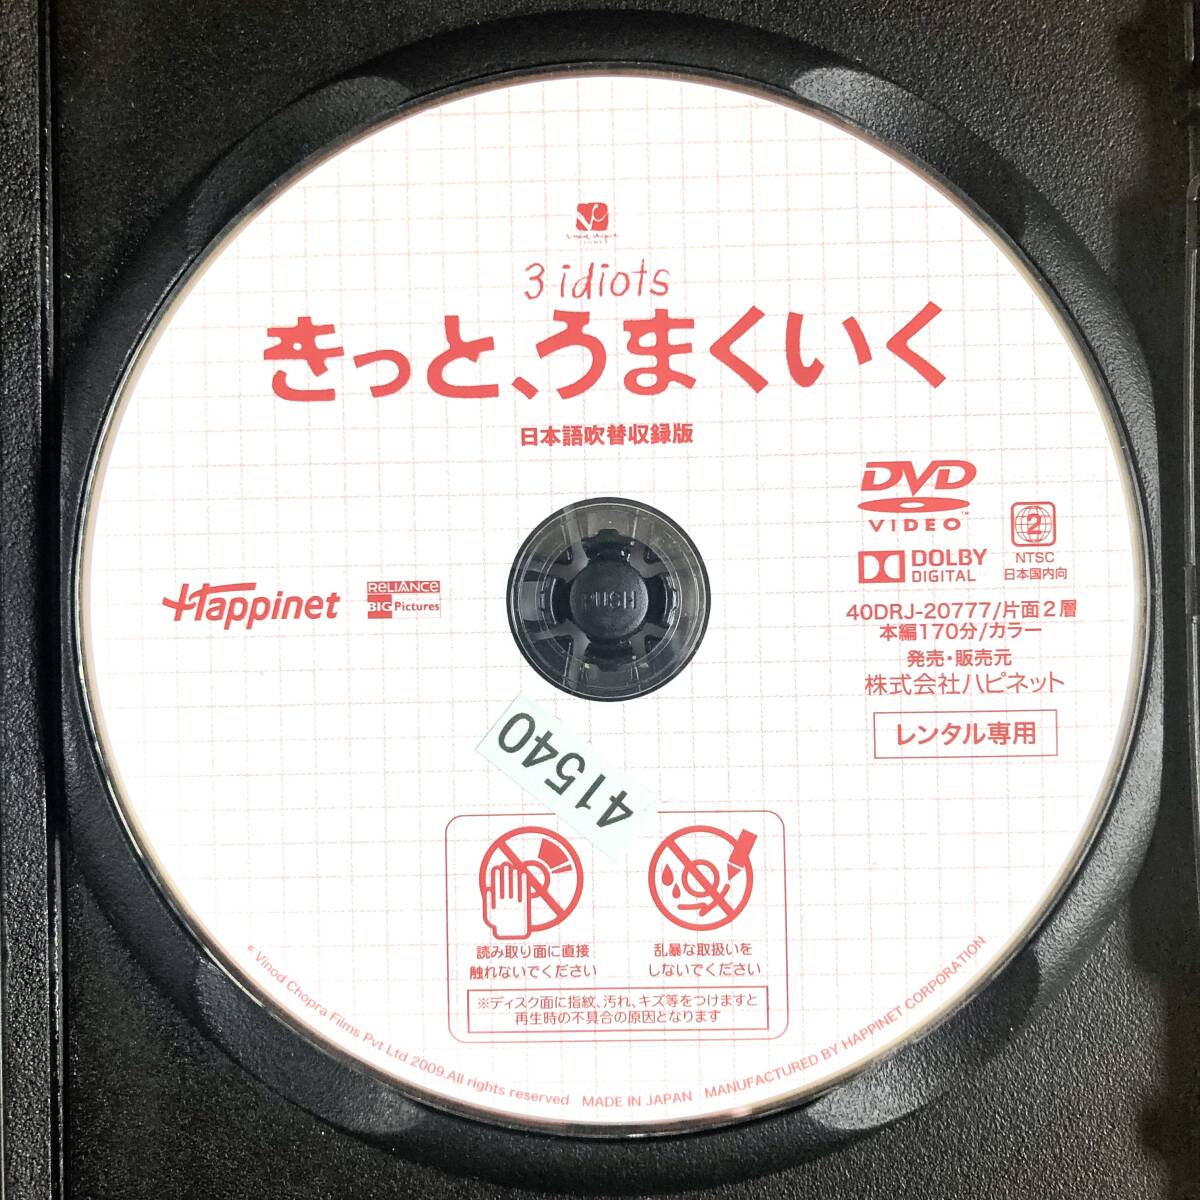 3 idiots
きっと、うまくいく
日本語吹替収録版
DVD
VIDEO
2
NTSC
日本国内向
DOLBY
DIGITAL
Happinet
RELIANCE
BIG Pictures
PUSH
40DRJ-20777/片面2層
本編170分/カラー
発売・販売元
株式会社ハピネット
レンタル専用
41540
読み取り面に直接
触れないでください
乱暴な取扱いを
しないでください
※ディスク面に指紋、汚れ、キズ等をつけますと
再生時の不具合の原因となります
© Vinod Chopra Films Pvt Ltd 2009.All rights reserved MADE IN JAPAN MANUFACTURED BY HAPPINET CORPORATION